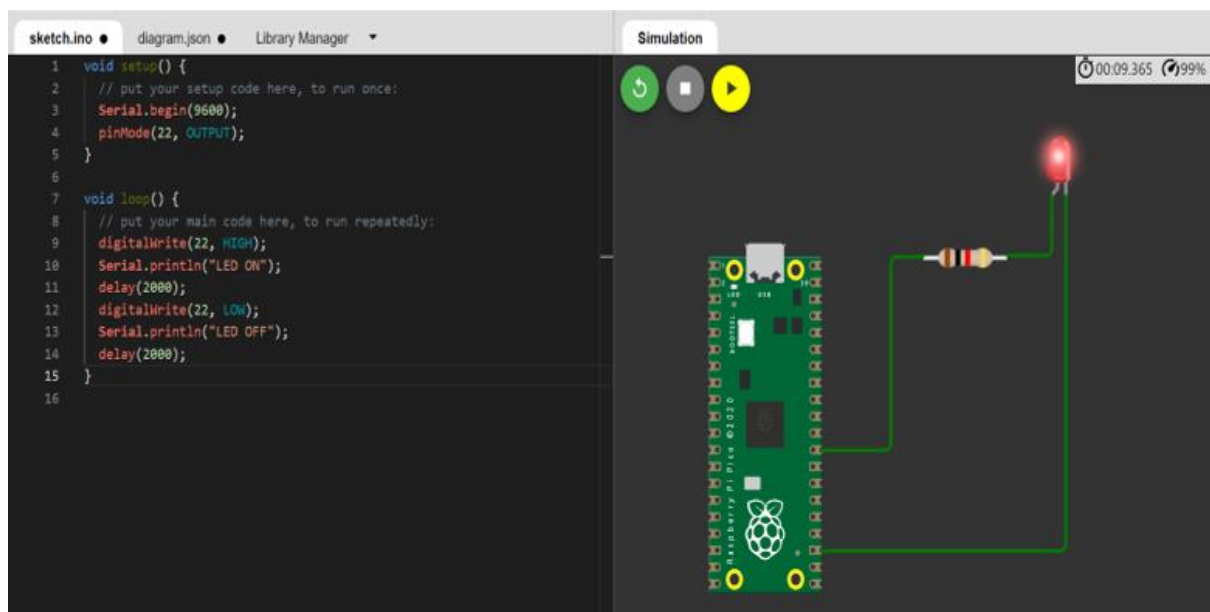 sketch.ino ● diagram.json ● Library Manager
1 void setup() {
2 // put your setup code here, to run once:
3 Serial.begin(9600);
4 pinMode(22, OUTPUT);
5 }
6
7 void loop() {
8 // put your main code here, to run repeatedly:
9 digitalWrite(22, HIGH);
10 Serial.println("LED ON");
11 delay(2000);
12 digitalWrite(22, LOW);
13 Serial.println("LED OFF");
14 delay(2000);
15 }
16
Simulation
00:09.365 99%
LED USB
BOOTSEL
Raspberry Pi Pico ©2020